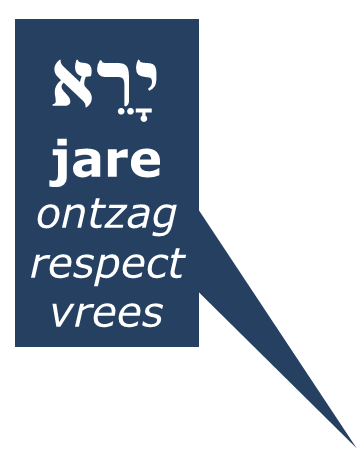 יָרֵא
jare
ontzag
respect
vrees